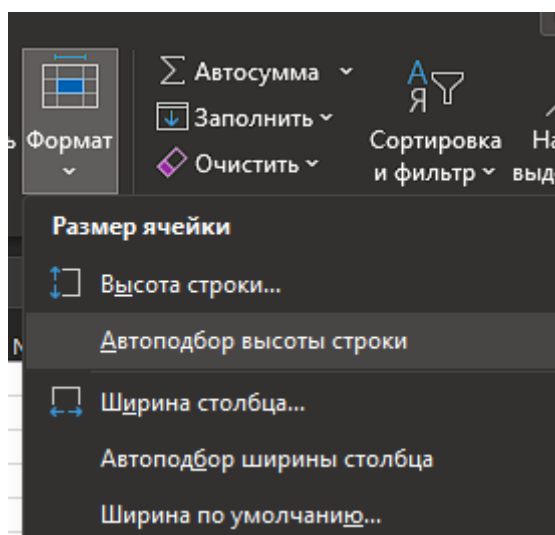 Формат
Автосумма
Заполнить
Очистить
Сортировка
и фильтр
Размер ячейки
Высота строки...
Автоподбор высоты строки
Ширина столбца...
Автоподбор ширины столбца
Ширина по умолчанию...